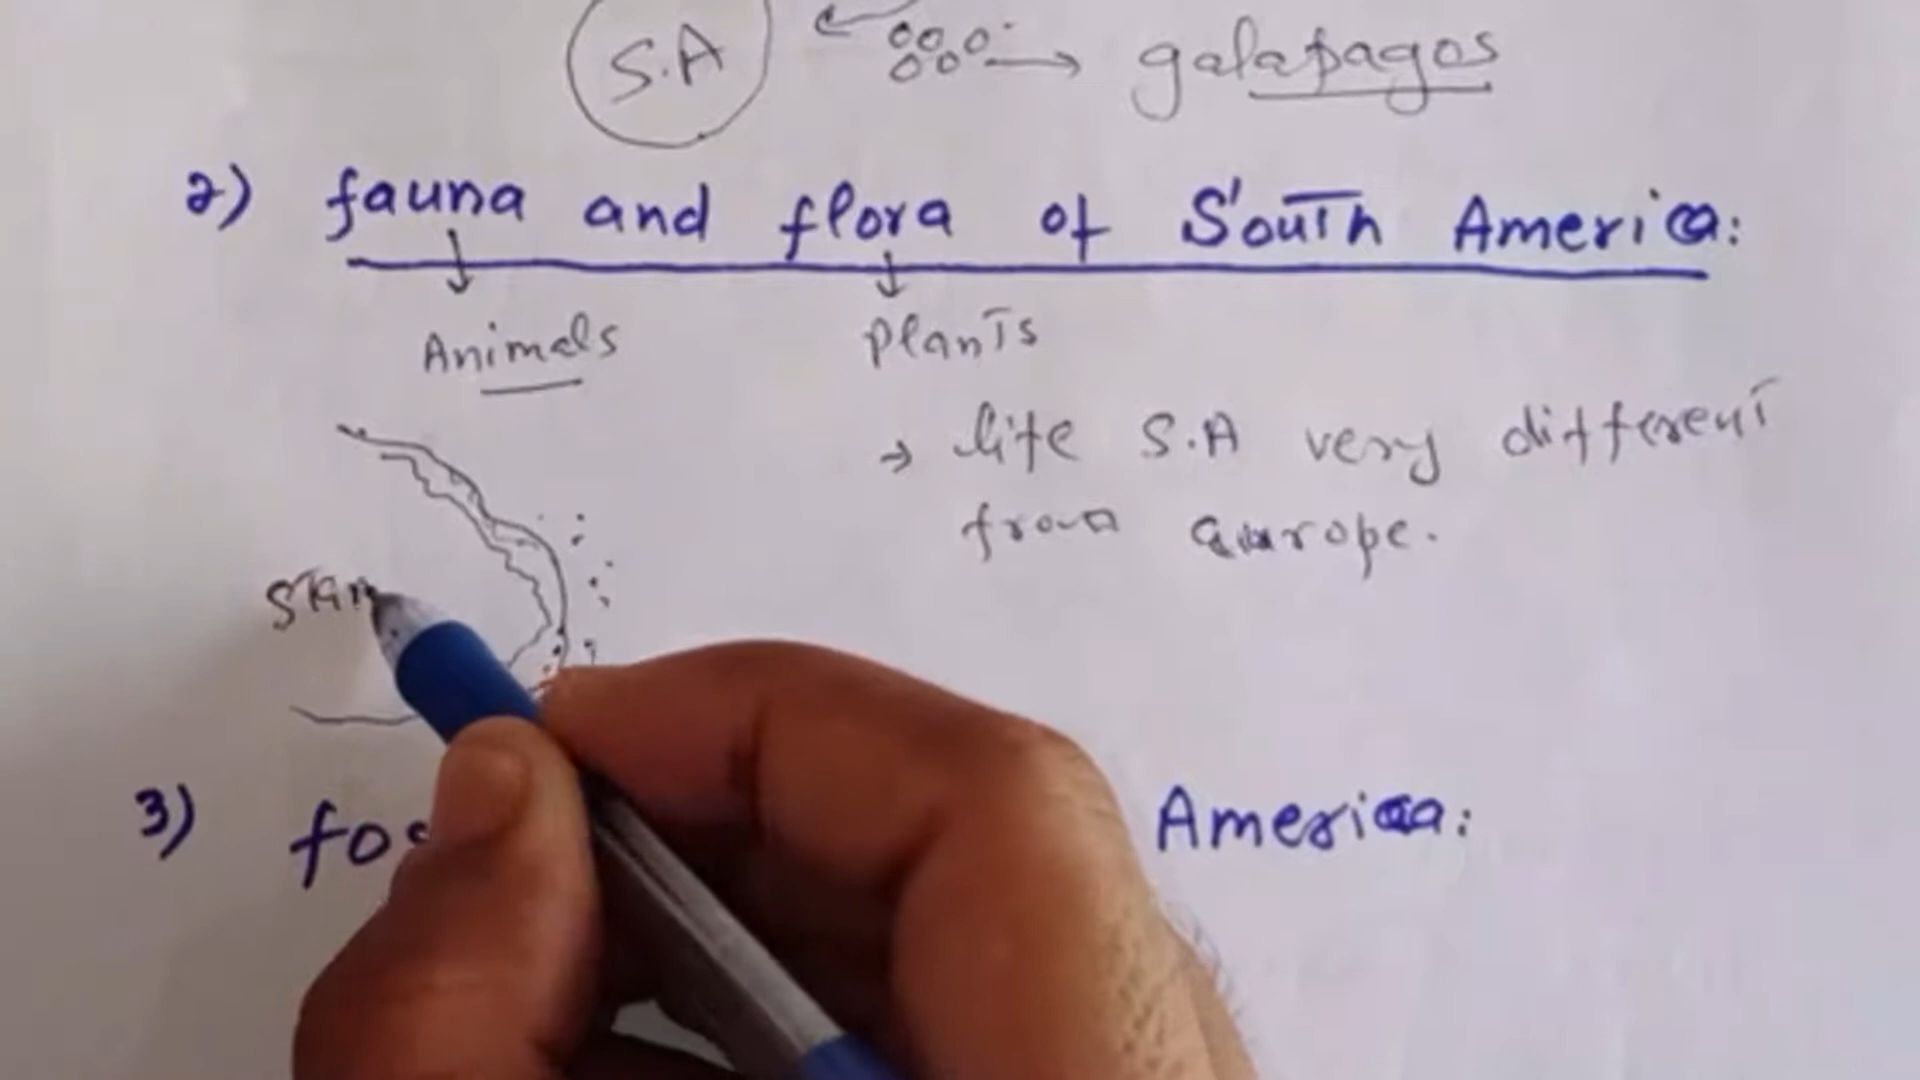 S.A galapagos
2) fauna and flora of South America:
Animals Plants
→ life S.A very different
from Europe.
3) America: